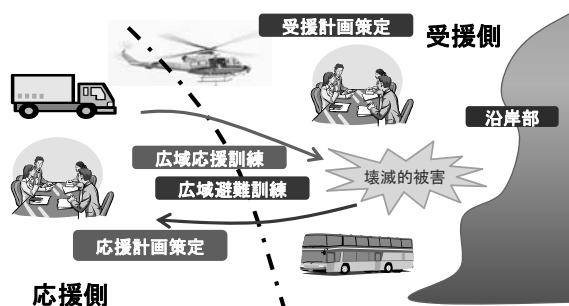 受援計画策定
受援側
沿岸部
広域応援訓練
広域避難訓練
壊滅的被害
応援計画策定
応援側